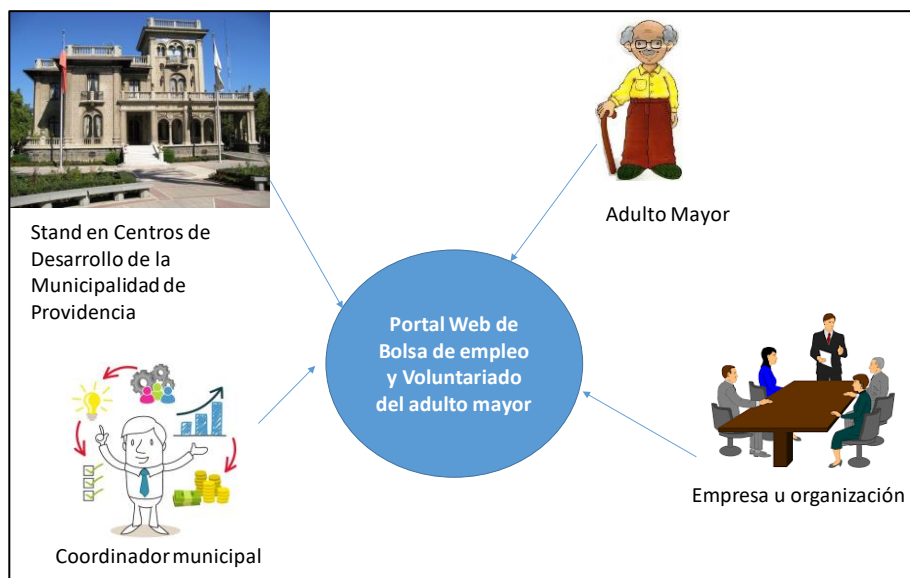 Stand en Centros de
Desarrollo de la
Municipalidad de
Providencia
Adulto Mayor
Portal Web de
Bolsa de empleo
y Voluntariado
del adulto mayor
Coordinador municipal
Empresa u organización